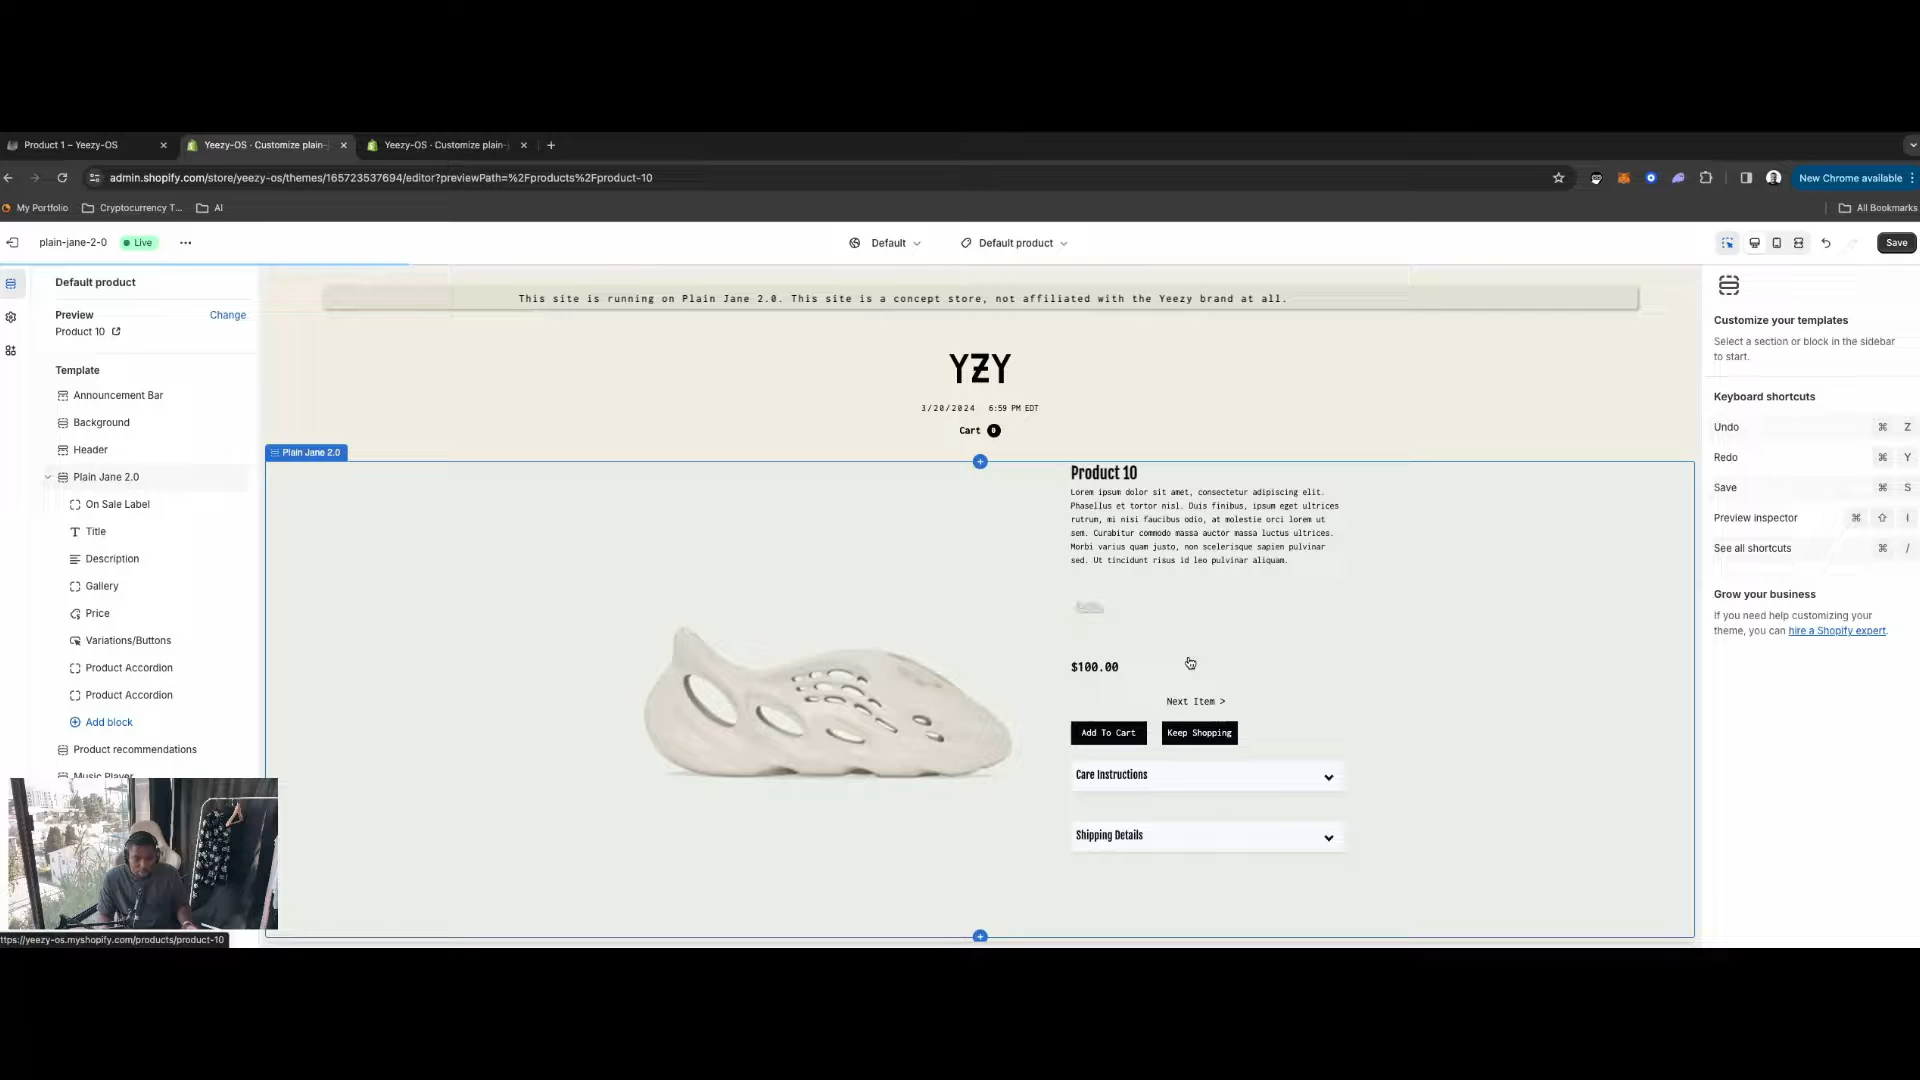 Product 1 – Yeezy-OS
Yeezy-OS · Customize plain-
Yeezy-OS · Customize plain-
admin.shopify.com/store/yeezy-os/themes/165723537694/editor?previewPath=%2Fproducts%2Fproduct-10
New Chrome available
My Portfolio
Cryptocurrency T...
AI
All Bookmarks
plain-jane-2-0
Live
Default
Default product
Save
Default product
Preview
Change
Product 10
Template
Announcement Bar
Background
Header
Plain Jane 2.0
On Sale Label
Title
Description
Gallery
Price
Variations/Buttons
Product Accordion
Product Accordion
Add block
Product recommendations
Music Player
ttps://yeezy-os.myshopify.com/products/product-10
This site is running on Plain Jane 2.0. This site is a concept store, not affiliated with the Yeezy brand at all.
YZY
3/20/2024 6:59 PM EDT
Cart 0
Plain Jane 2.0
Product 10
Lorem ipsum dolor sit amet, consectetur adipiscing elit.
Phasellus et tortor nisl. Duis finibus, ipsum eget ultrices
rutrum, mi nisi faucibus odio, at molestie orci lorem ut
sem. Curabitur commodo massa auctor massa luctus ultrices.
Morbi varius quam justo, non scelerisque sapien pulvinar
sed. Ut tincidunt risus id leo pulvinar aliquam.
$100.00
Next Item >
Add To Cart
Keep Shopping
Care Instructions
Shipping Details
Customize your templates
Select a section or block in the sidebar
to start.
Keyboard shortcuts
Undo ⌘ Z
Redo ⌘ Y
Save ⌘ S
Preview inspector ⌘ ⇧ I
See all shortcuts ⌘ /
Grow your business
If you need help customizing your
theme, you can hire a Shopify expert.